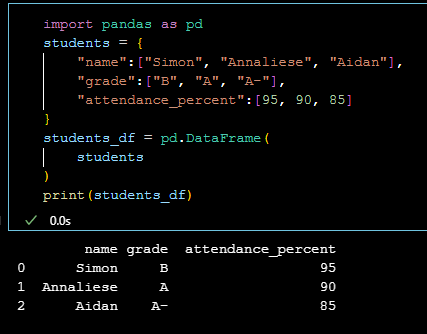 import pandas as pd
students = {
    "name":["Simon", "Annaliese", "Aidan"],
    "grade":["B", "A", "A-"],
    "attendance_percent":[95, 90, 85]
}
students_df = pd.DataFrame(
    students
)
print(students_df)
✓ 0.0s
        name grade  attendance_percent
0      Simon     B                  95
1  Annaliese     A                  90
2      Aidan    A-                  85